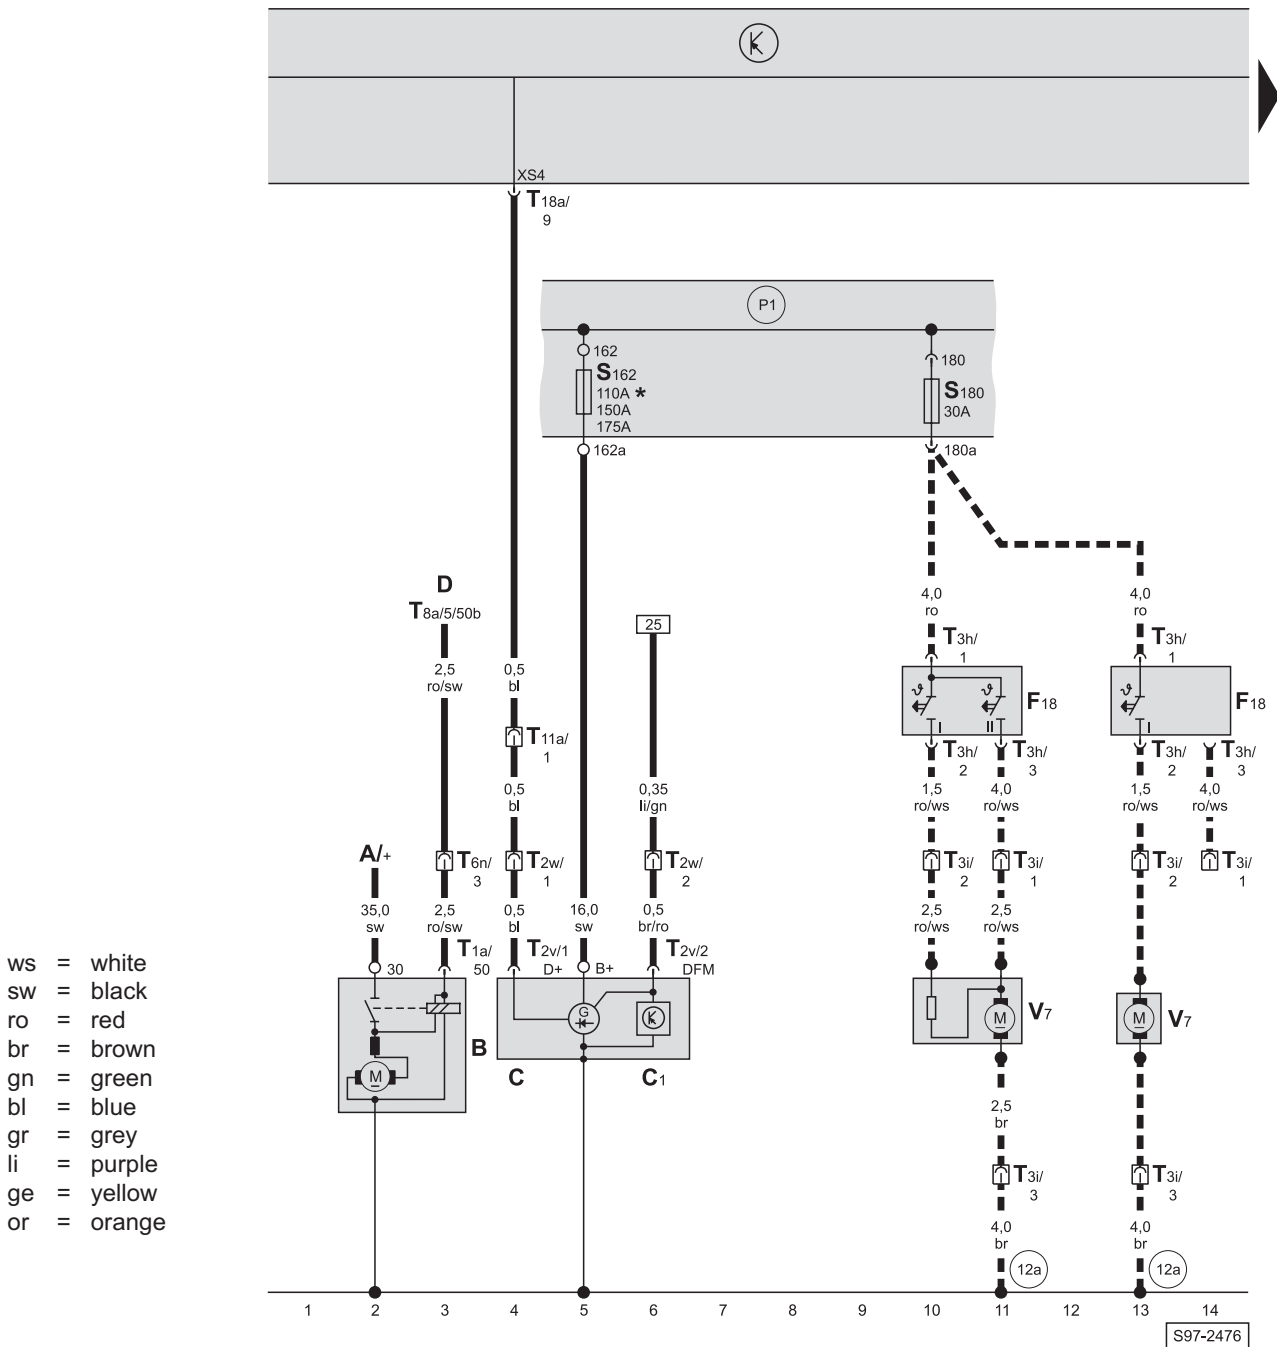 XS4
T18a/
9
P1
162
S162
110A *
150A
175A
162a
180
S180
30A
180a
D
T8a/5/50b
25
4,0
ro
4,0
ro
T3h/
1
T3h/
1
2,5
ro/sw
0,5
bl
F18
F18
I
II
I
T11a/
1
T3h/
2
T3h/
3
T3h/
2
T3h/
3
0,5
bl
0,35
li/gn
1,5
ro/ws
4,0
ro/ws
1,5
ro/ws
4,0
ro/ws
A/+
T6n/
3
T2w/
1
T2w/
2
T3i/
2
T3i/
1
T3i/
2
T3i/
1
35,0
sw
2,5
ro/sw
0,5
bl
16,0
sw
0,5
br/ro
2,5
ro/ws
2,5
ro/ws
30
T1a/
50
T2v/1
D+
B+
T2v/2
DFM
G
M
M
M
V7
V7
B
C
C1
2,5
br
T3i/
3
T3i/
3
4,0
br
4,0
br
12a
12a
1 2 3 4 5 6 7 8 9 10 11 12 13 14
S97-2476
ws = white
sw = black
ro = red
br = brown
gn = green
bl = blue
gr = grey
li = purple
ge = yellow
or = orange